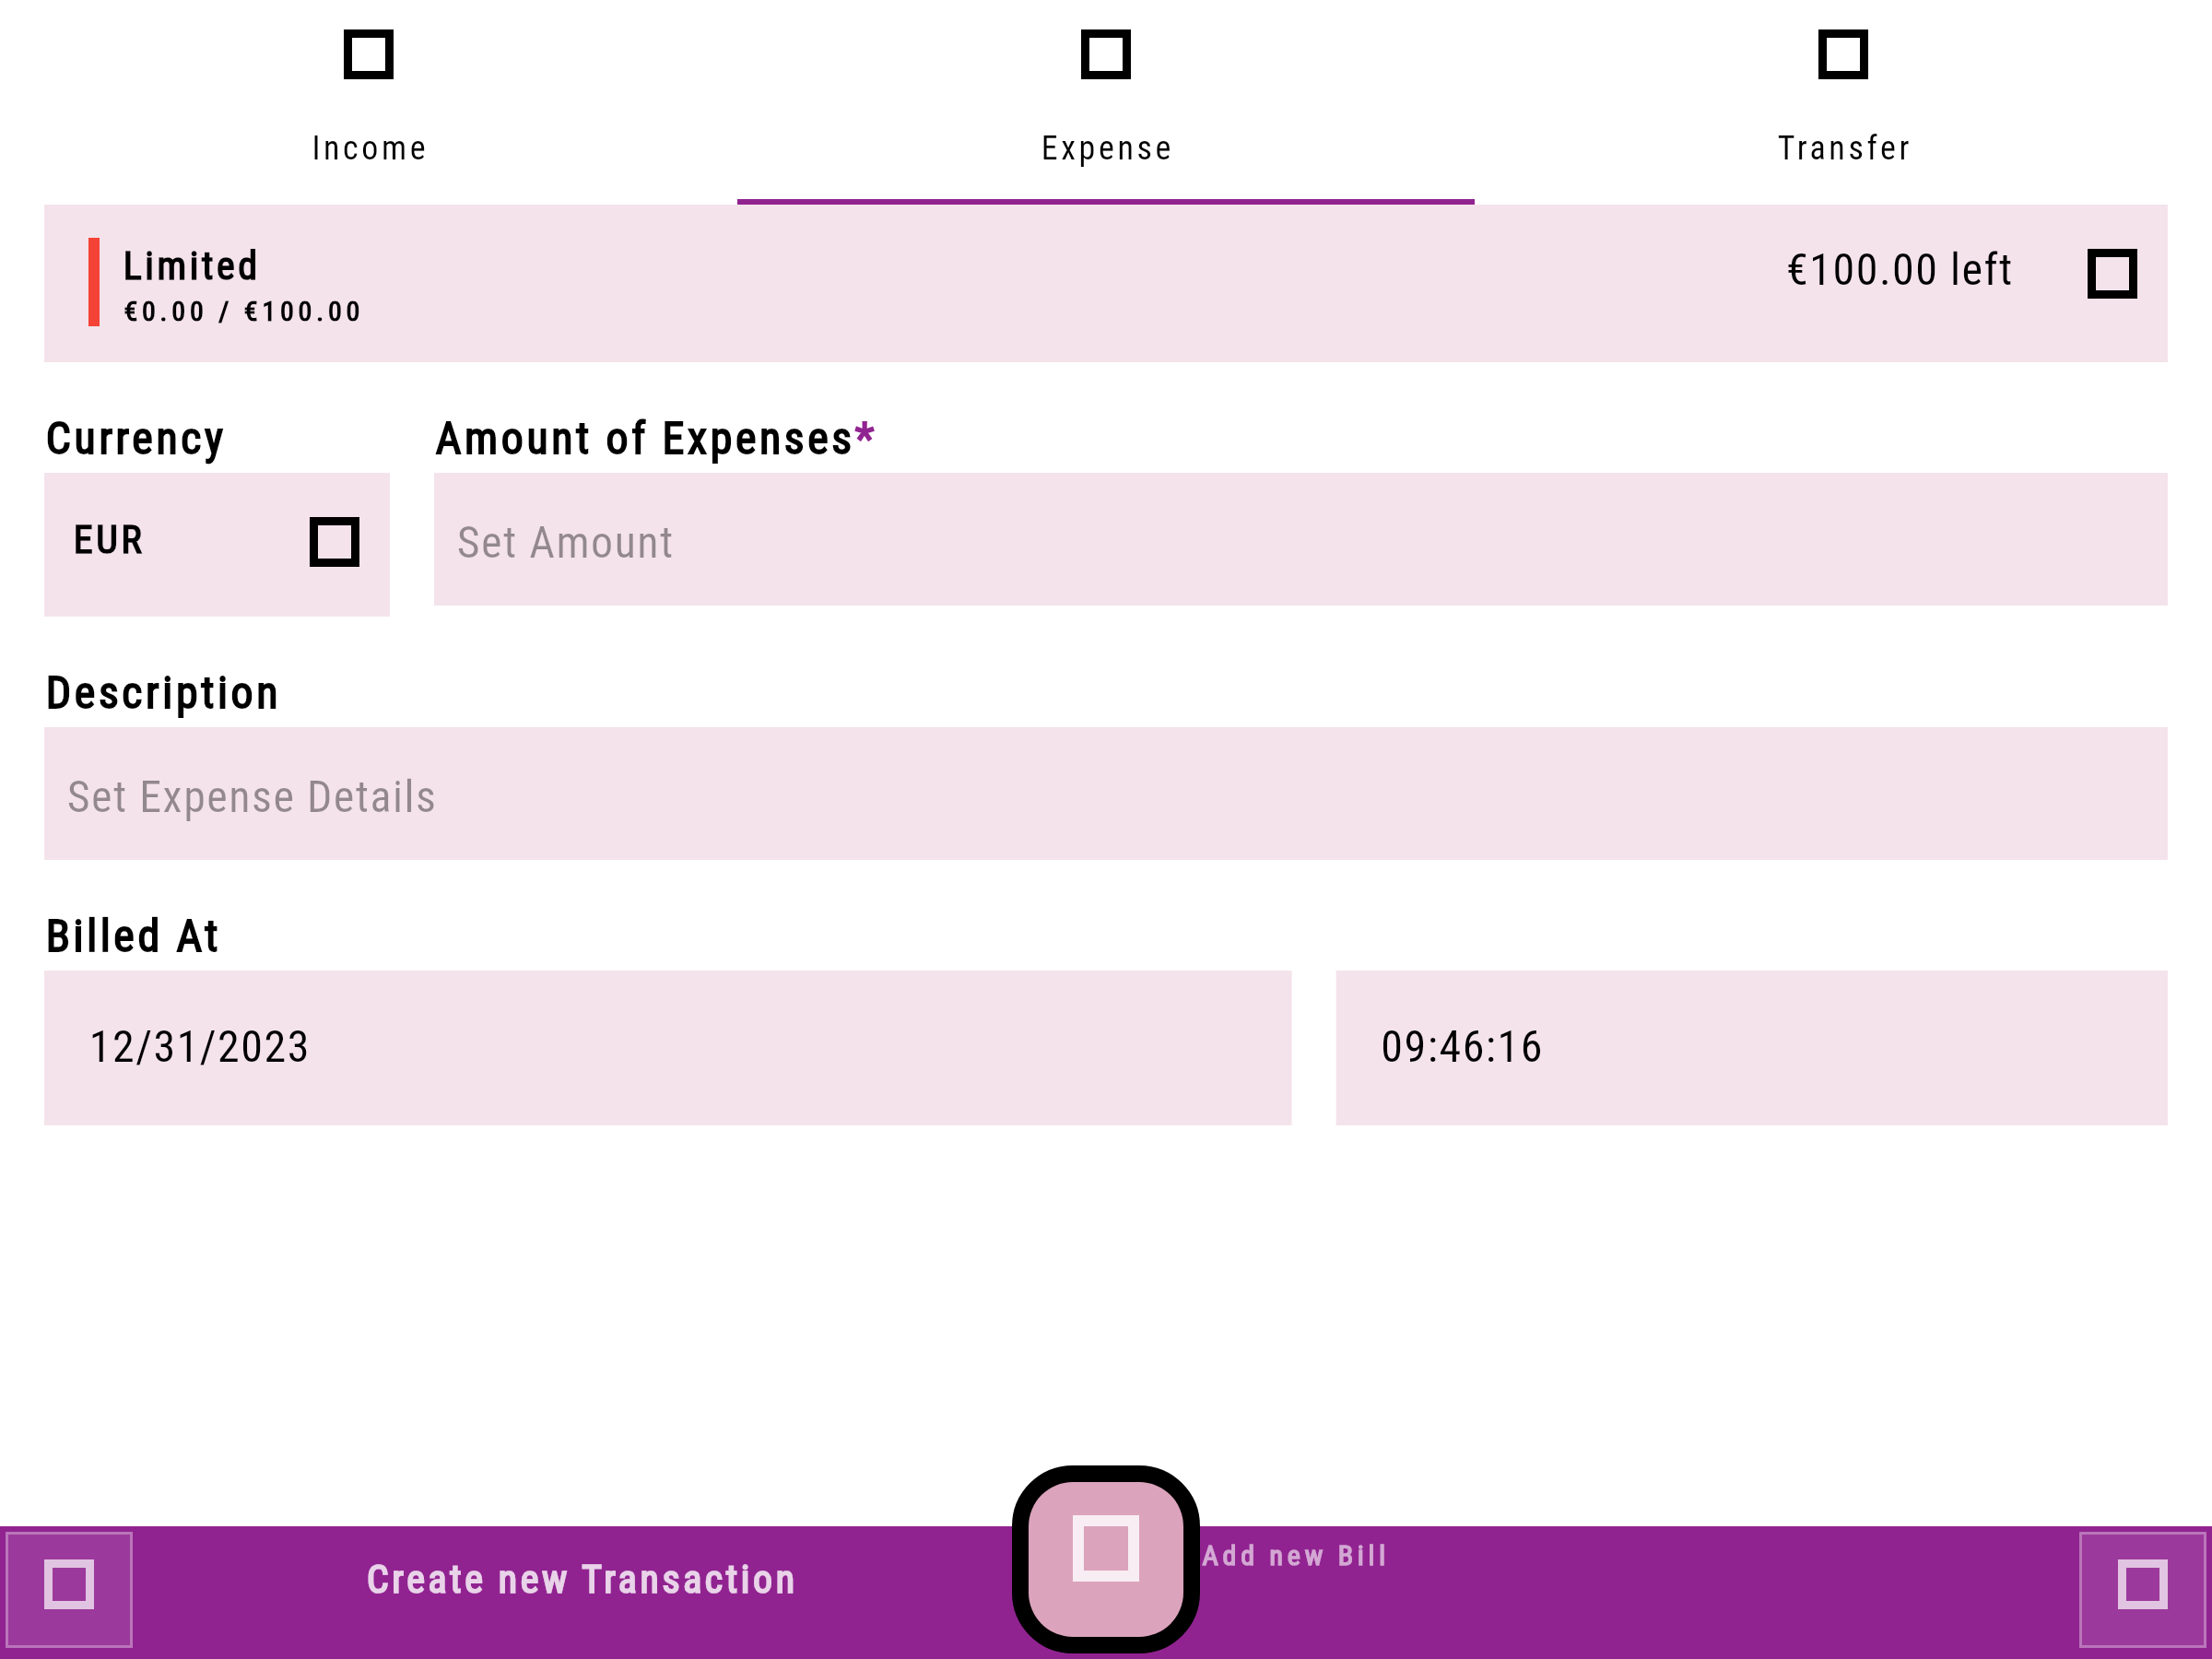 Income
Expense
Transfer
Limited
€0.00 / €100.00
€100.00 left
Currency
Amount of Expenses*
EUR
Set Amount
Description
Set Expense Details
Billed At
12/31/2023
09:46:16
Create new Transaction
Add new Bill